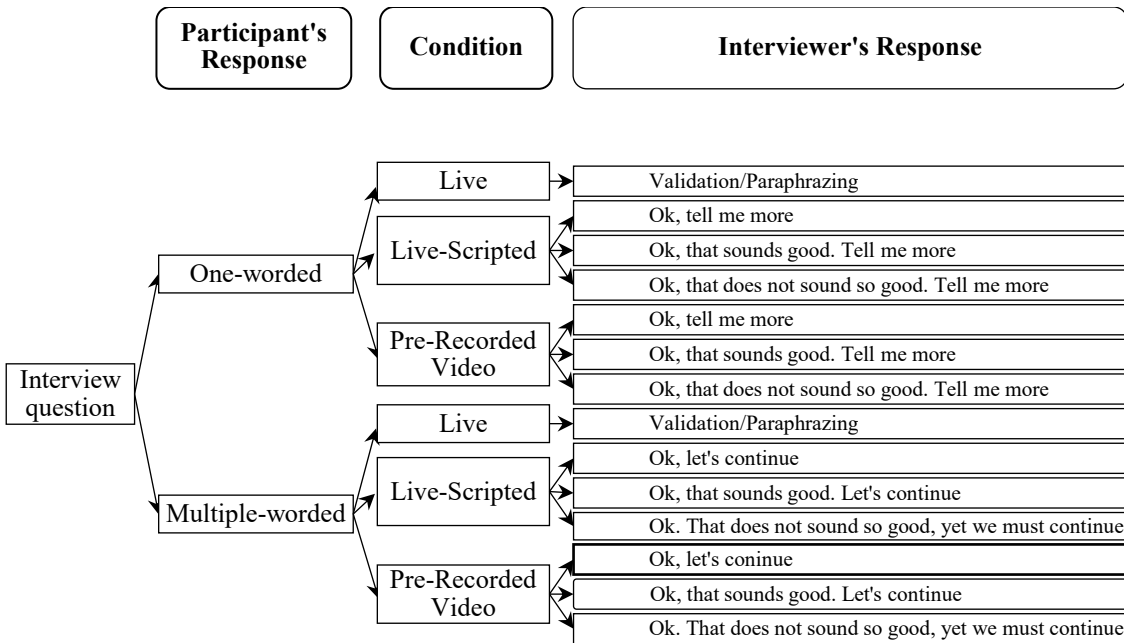 Participant's
Response
Condition
Interviewer's Response
Live
Validation/Paraphrazing
Ok, tell me more
Live-Scripted
Ok, that sounds good. Tell me more
Ok, that does not sound so good. Tell me more
One-worded
Ok, tell me more
Pre-Recorded
Video
Ok, that sounds good. Tell me more
Ok, that does not sound so good. Tell me more
Interview
question
Live
Validation/Paraphrazing
Ok, let's continue
Live-Scripted
Ok, that sounds good. Let's continue
Ok. That does not sound so good, yet we must continue
Multiple-worded
Ok, let's coninue
Pre-Recorded
Video
Ok, that sounds good. Let's continue
Ok. That does not sound so good, yet we must continue